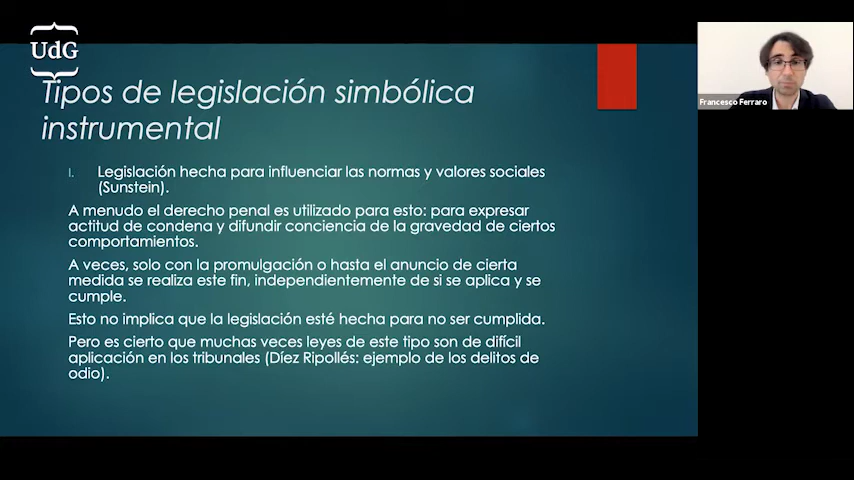 UdG
Tipos de legislación simbólica
instrumental
I. Legislación hecha para influenciar las normas y valores sociales
(Sunstein).
A menudo el derecho penal es utilizado para esto: para expresar
actitud de condena y difundir conciencia de la gravedad de ciertos
comportamientos.
A veces, solo con la promulgación o hasta el anuncio de cierta
medida se realiza este fin, independientemente de si se aplica y se
cumple.
Esto no implica que la legislación esté hecha para no ser cumplida.
Pero es cierto que muchas veces leyes de este tipo son de difícil
aplicación en los tribunales (Díez Ripollés: ejemplo de los delitos de
odio).
Francesco Ferraro